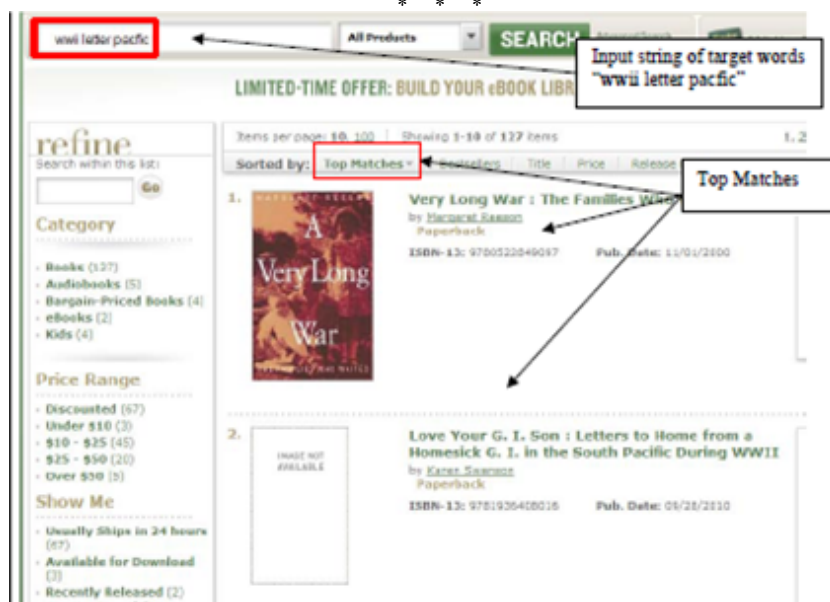 * * *
wwii letter pacfic
All Products
SEARCH
Input string of target words
"wwii letter pacfic"
LIMITED-TIME OFFER: BUILD YOUR eBOOK LIBR
refine
Search within this list:
Go
Items per page: 10, 100 Showing 1-10 of 127 items 1, 2
Sorted by: Top Matches Bestsellers Title Price Release
Top Matches
Category
Books (127)
Audiobooks (5)
Bargain-Priced Books (4)
eBooks (2)
Kids (4)
Price Range
Discounted (67)
Under $10 (3)
$10 - $25 (45)
$25 - $50 (20)
Over $50 (5)
Show Me
Usually Ships in 24 hours
(67)
Available for Download
(3)
Recently Released (2)
1.
A
Very Long
War
Very Long War : The Families Who
by Margaret Reeson
Paperback
ISBN-13: 9780522849097 Pub. Date: 11/01/2000
2.
IMAGE NOT
AVAILABLE
Love Your G. I. Son : Letters to Home from a
Homesick G. I. in the South Pacific During WWII
by Karen Swanson
Paperback
ISBN-13: 9781936408016 Pub. Date: 09/28/2010